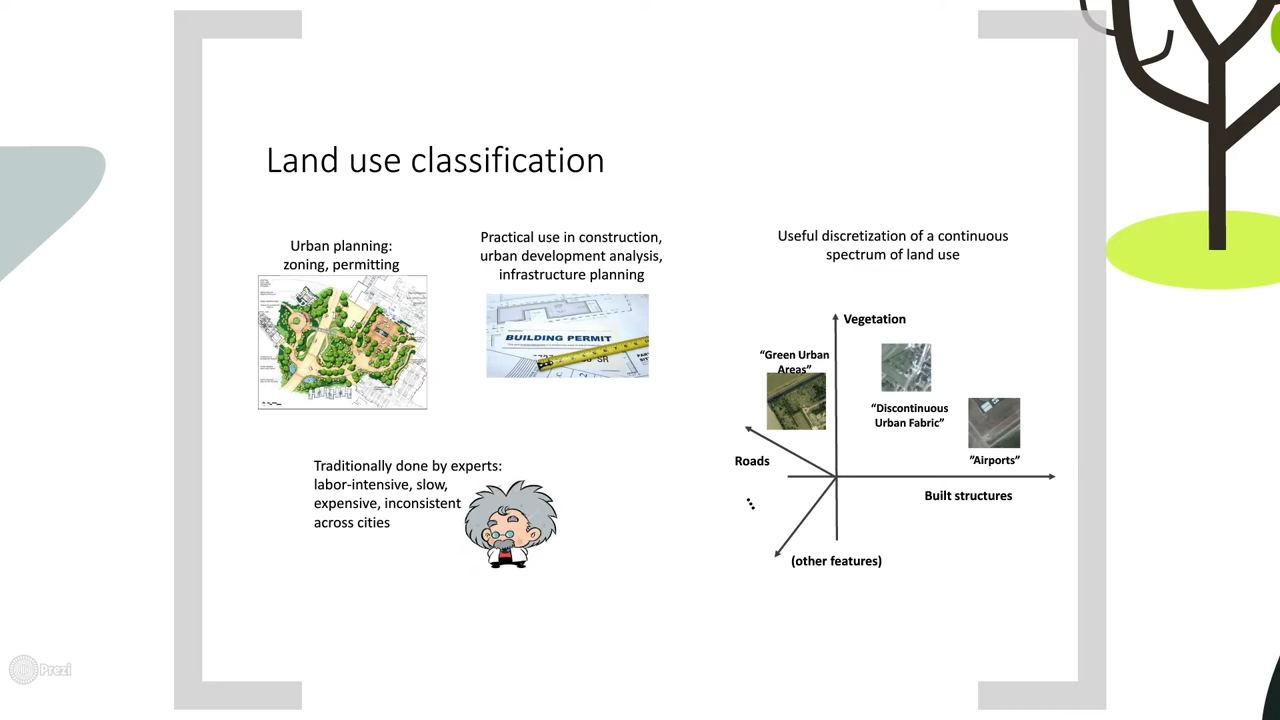 Land use classification
Urban planning:
zoning, permitting
Practical use in construction,
urban development analysis,
infrastructure planning
BUILDING PERMIT
Traditionally done by experts:
labor-intensive, slow,
expensive, inconsistent
across cities
Useful discretization of a continuous
spectrum of land use
Vegetation
“Green Urban
Areas”
“Discontinuous
Urban Fabric”
”Airports”
Roads
Built structures
(other features)
Prezi